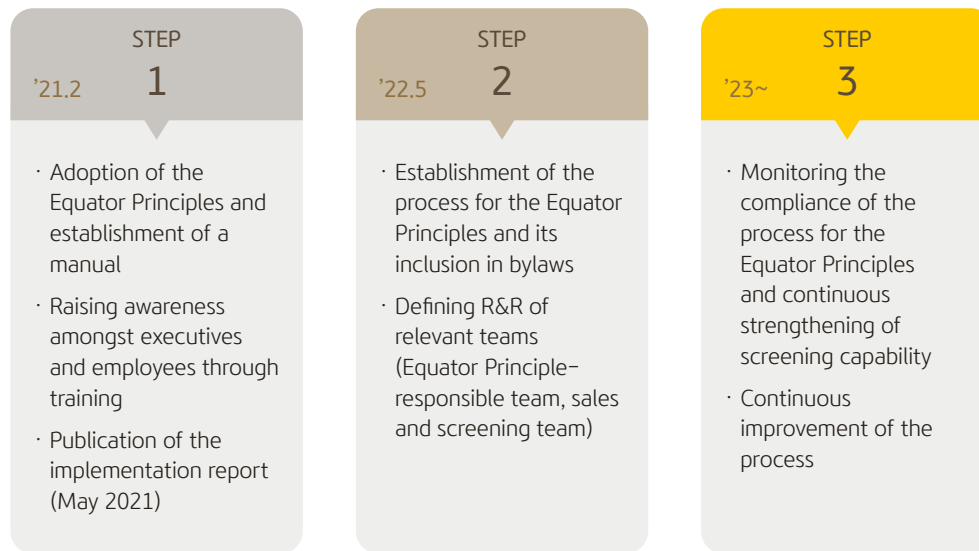 STEP
'21.2 1
· Adoption of the
Equator Principles and
establishment of a
manual
· Raising awareness
amongst executives
and employees through
training
· Publication of the
implementation report
(May 2021)
STEP
'22.5 2
· Establishment of the
process for the Equator
Principles and its
inclusion in bylaws
· Defining R&R of
relevant teams
(Equator Principle-
responsible team, sales
and screening team)
STEP
'23~ 3
· Monitoring the
compliance of the
process for the
Equator Principles
and continuous
strengthening of
screening capability
· Continuous
improvement of the
process